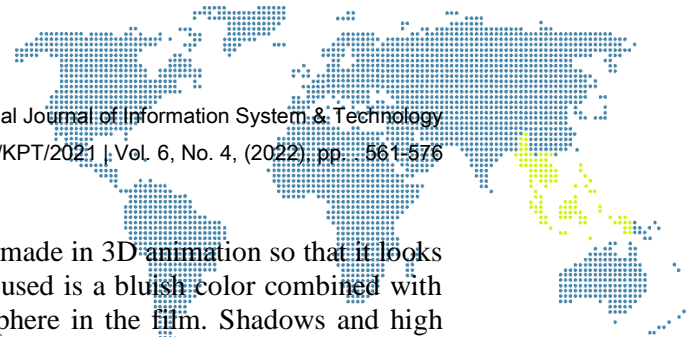 al Journal of Information System & Technology
/KPT/2021 | Vol. 6, No. 4, (2022), pp. . 561-576
made in 3D animation so that it looks
used is a bluish color combined with
phere in the film. Shadows and high